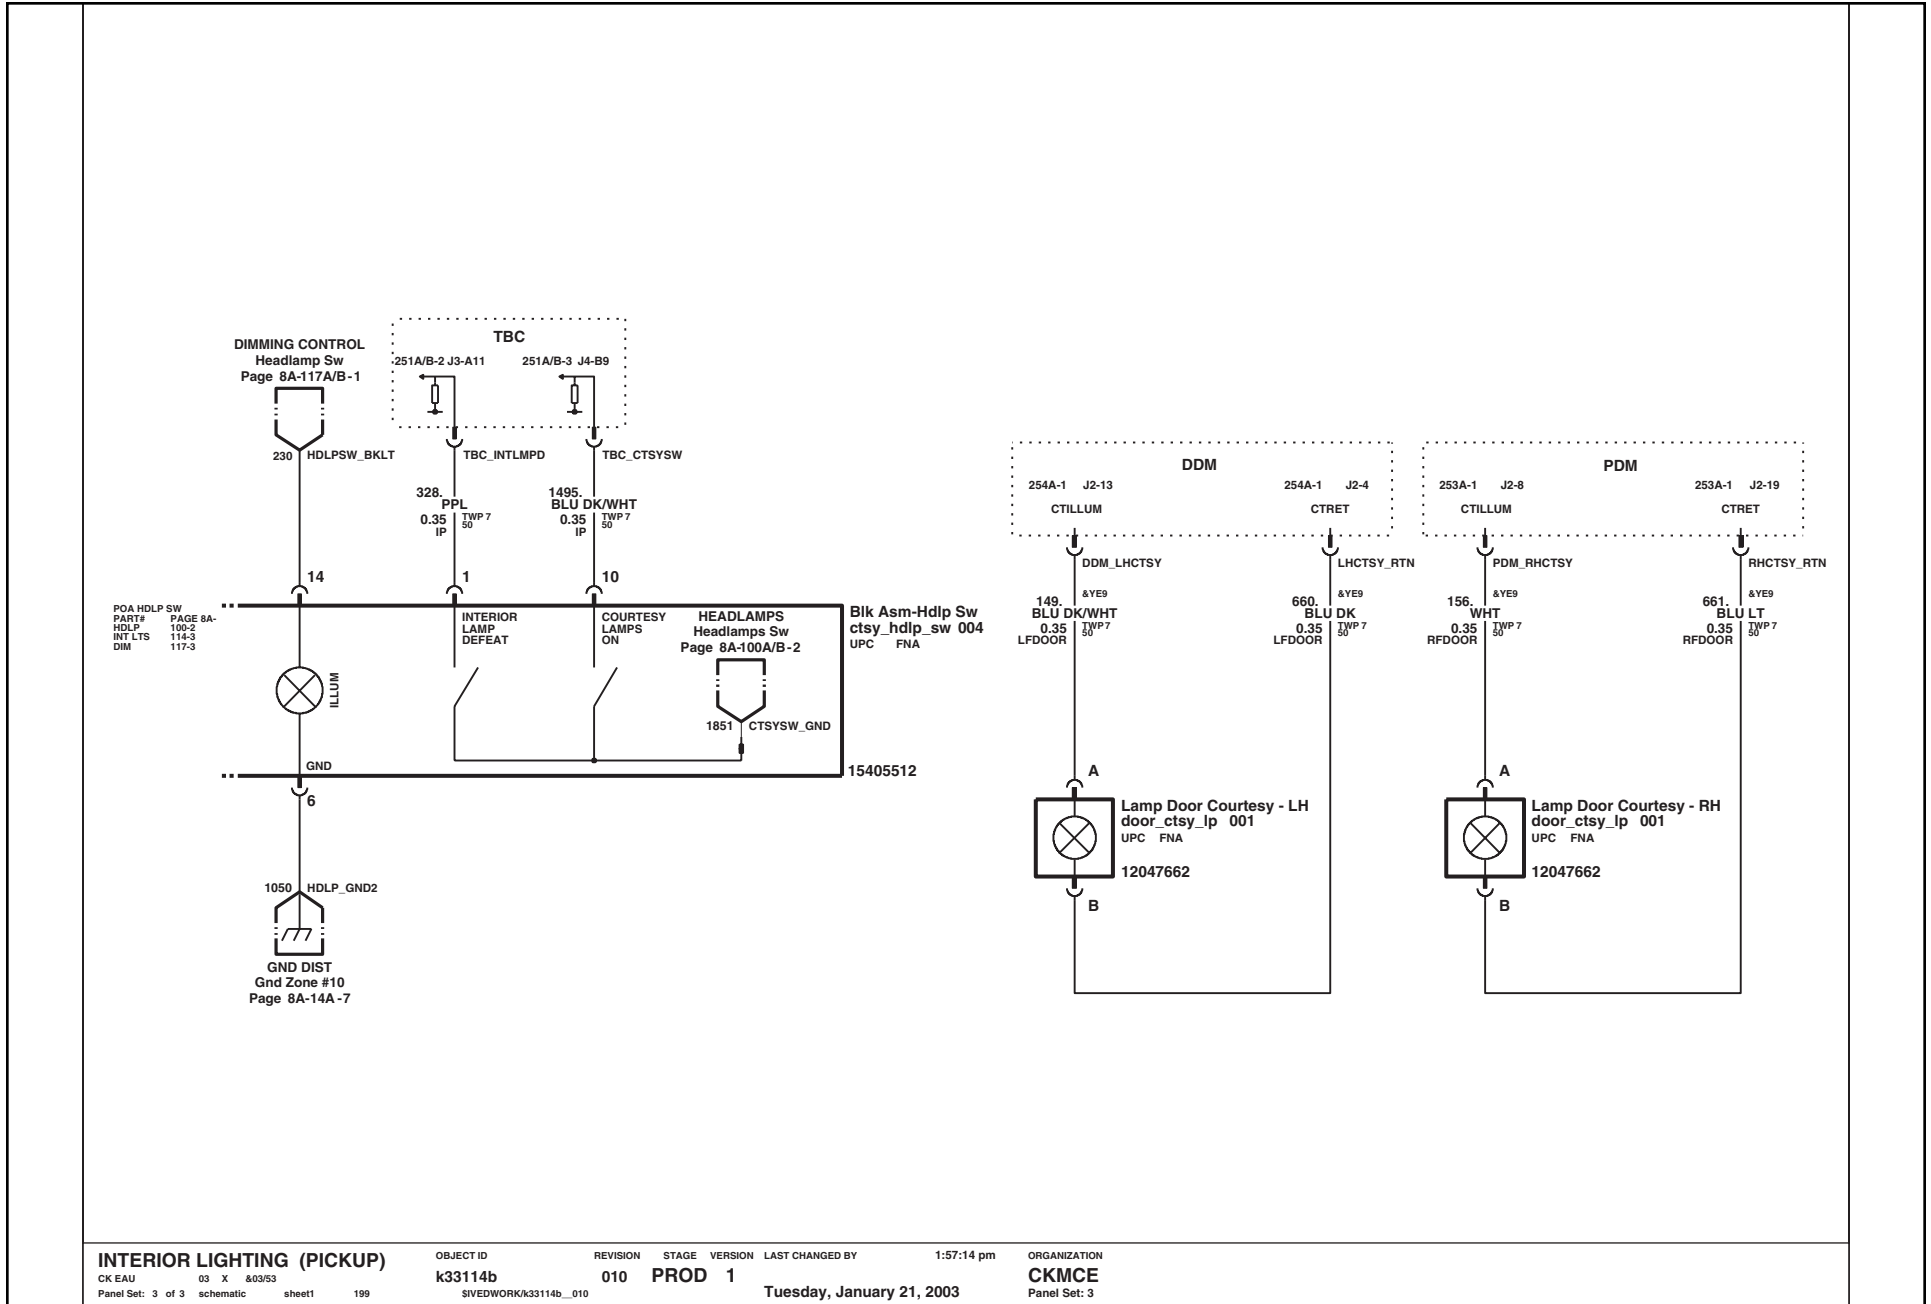 DIMMING CONTROL
Headlamp Sw
Page 8A-117A/B-1
230 HDLPSW_BKLT
TBC
251A/B-2 J3-A11
251A/B-3 J4-B9
TBC_INTLMPD
TBC_CTSYSW
328.
PPL
0.35 TWP 7
50
IP
1495.
BLU DK/WHT
0.35 TWP 7
50
IP
14
1
10
POA HDLP SW
PART# PAGE 8A-
HDLP 100-2
INT LTS 114-3
DIM 117-3
INTERIOR
LAMP
DEFEAT
COURTESY
LAMPS
ON
HEADLAMPS
Headlamps Sw
Page 8A-100A/B-2
1851 CTSYSW_GND
Blk Asm-Hdlp Sw
ctsy_hdlp_sw 004
UPC FNA
ILLUM
GND
15405512
6
1050 HDLP_GND2
GND DIST
Gnd Zone #10
Page 8A-14A-7
DDM
254A-1 J2-13
CTILLUM
254A-1 J2-4
CTRET
DDM_LHCTSY
LHCTSY_RTN
&YE9
149.
BLU DK/WHT
0.35 TWP 7
50
LFDOOR
&YE9
660.
BLU DK
0.35 TWP 7
50
LFDOOR
A
Lamp Door Courtesy - LH
door_ctsy_lp 001
UPC FNA
12047662
B
PDM
253A-1 J2-8
CTILLUM
253A-1 J2-19
CTRET
PDM_RHCTSY
RHCTSY_RTN
&YE9
156.
WHT
0.35 TWP 7
50
RFDOOR
&YE9
661.
BLU LT
0.35 TWP 7
50
RFDOOR
A
Lamp Door Courtesy - RH
door_ctsy_lp 001
UPC FNA
12047662
B
INTERIOR LIGHTING (PICKUP)
CK EAU 03 X &03/53
Panel Set: 3 of 3 schematic sheet1 199
OBJECT ID
k33114b
$IVEDWORK/k33114b__010
REVISION STAGE VERSION LAST CHANGED BY 1:57:14 pm
010 PROD 1
Tuesday, January 21, 2003
ORGANIZATION
CKMCE
Panel Set: 3